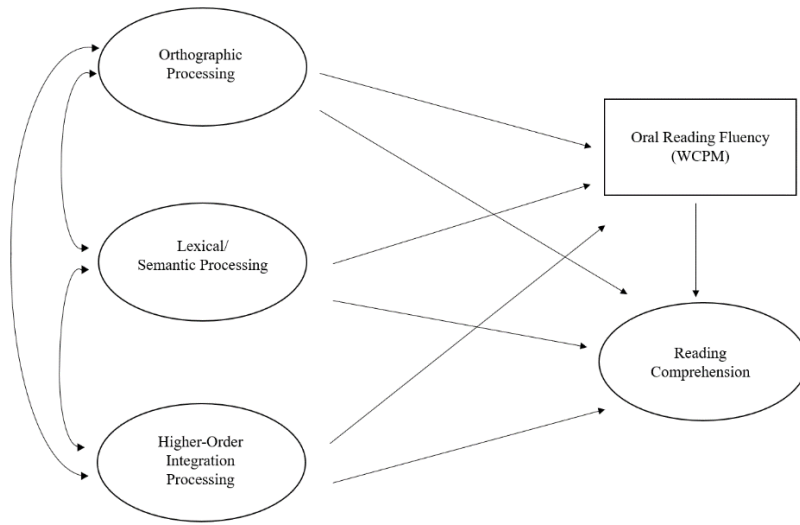 Orthographic
Processing
Oral Reading Fluency
(WCPM)
Lexical/
Semantic Processing
Reading
Comprehension
Higher-Order
Integration
Processing